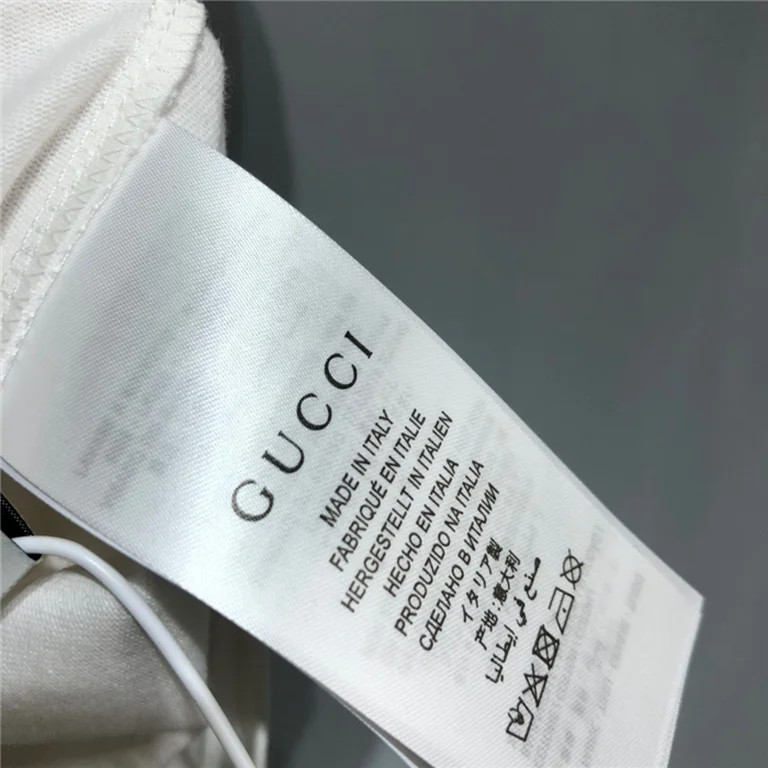 GUCCI
MADE IN ITALY
FABRIQUÉ EN ITALIE
HERGESTELLT IN ITALIEN
HECHO EN ITALIA
PRODUZIDO NA ITALIA
СДЕЛАНО В ИТАЛИИ
イタリア製
产地:意大利
صنع في إيطاليا